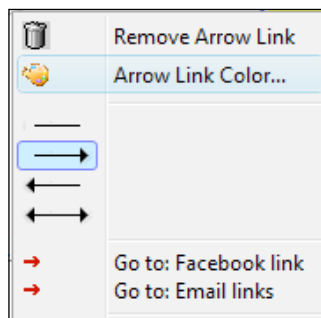 Remove Arrow Link
Arrow Link Color...
Go to: Facebook link
Go to: Email links